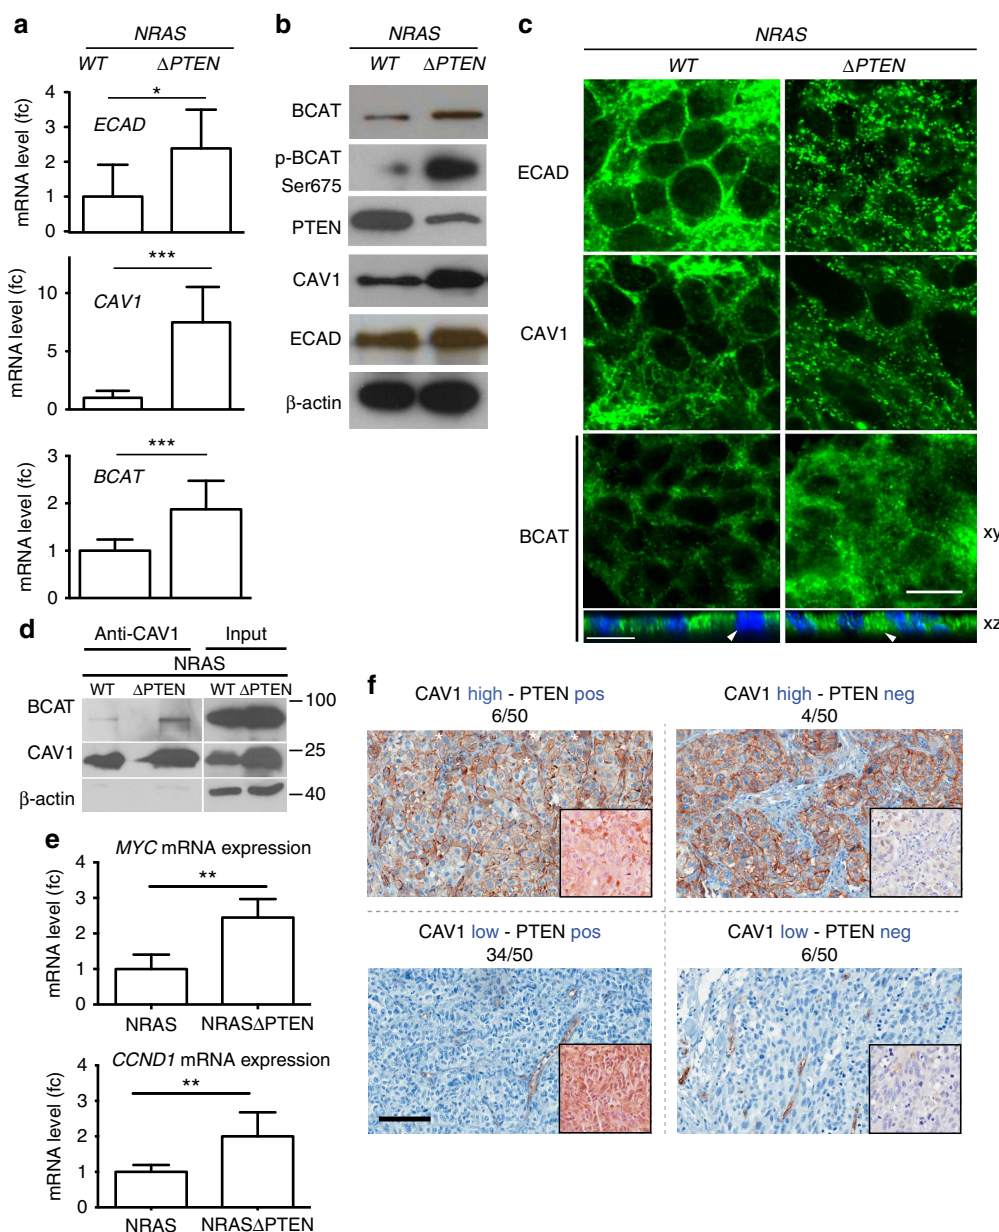 a
NRAS
WT ΔPTEN
mRNA level (fc)
4
3
2
1
0
*
ECAD
mRNA level (fc)
10
5
0
***
CAV1
mRNA level (fc)
3
2
1
0
***
BCAT
b
NRAS
WT ΔPTEN
BCAT
p-BCAT
Ser675
PTEN
CAV1
ECAD
β-actin
c
NRAS
WT ΔPTEN
ECAD
CAV1
BCAT
xy
xz
d
Anti-CAV1 Input
NRAS
WT ΔPTEN WT ΔPTEN
BCAT
100
CAV1
25
β-actin
40
e
MYC mRNA expression
mRNA level (fc)
4
3
2
1
0
**
NRAS NRASΔPTEN
CCND1 mRNA expression
mRNA level (fc)
4
3
2
1
0
**
NRAS NRASΔPTEN
f
CAV1 high - PTEN pos
6/50
CAV1 high - PTEN neg
4/50
CAV1 low - PTEN pos
34/50
CAV1 low - PTEN neg
6/50